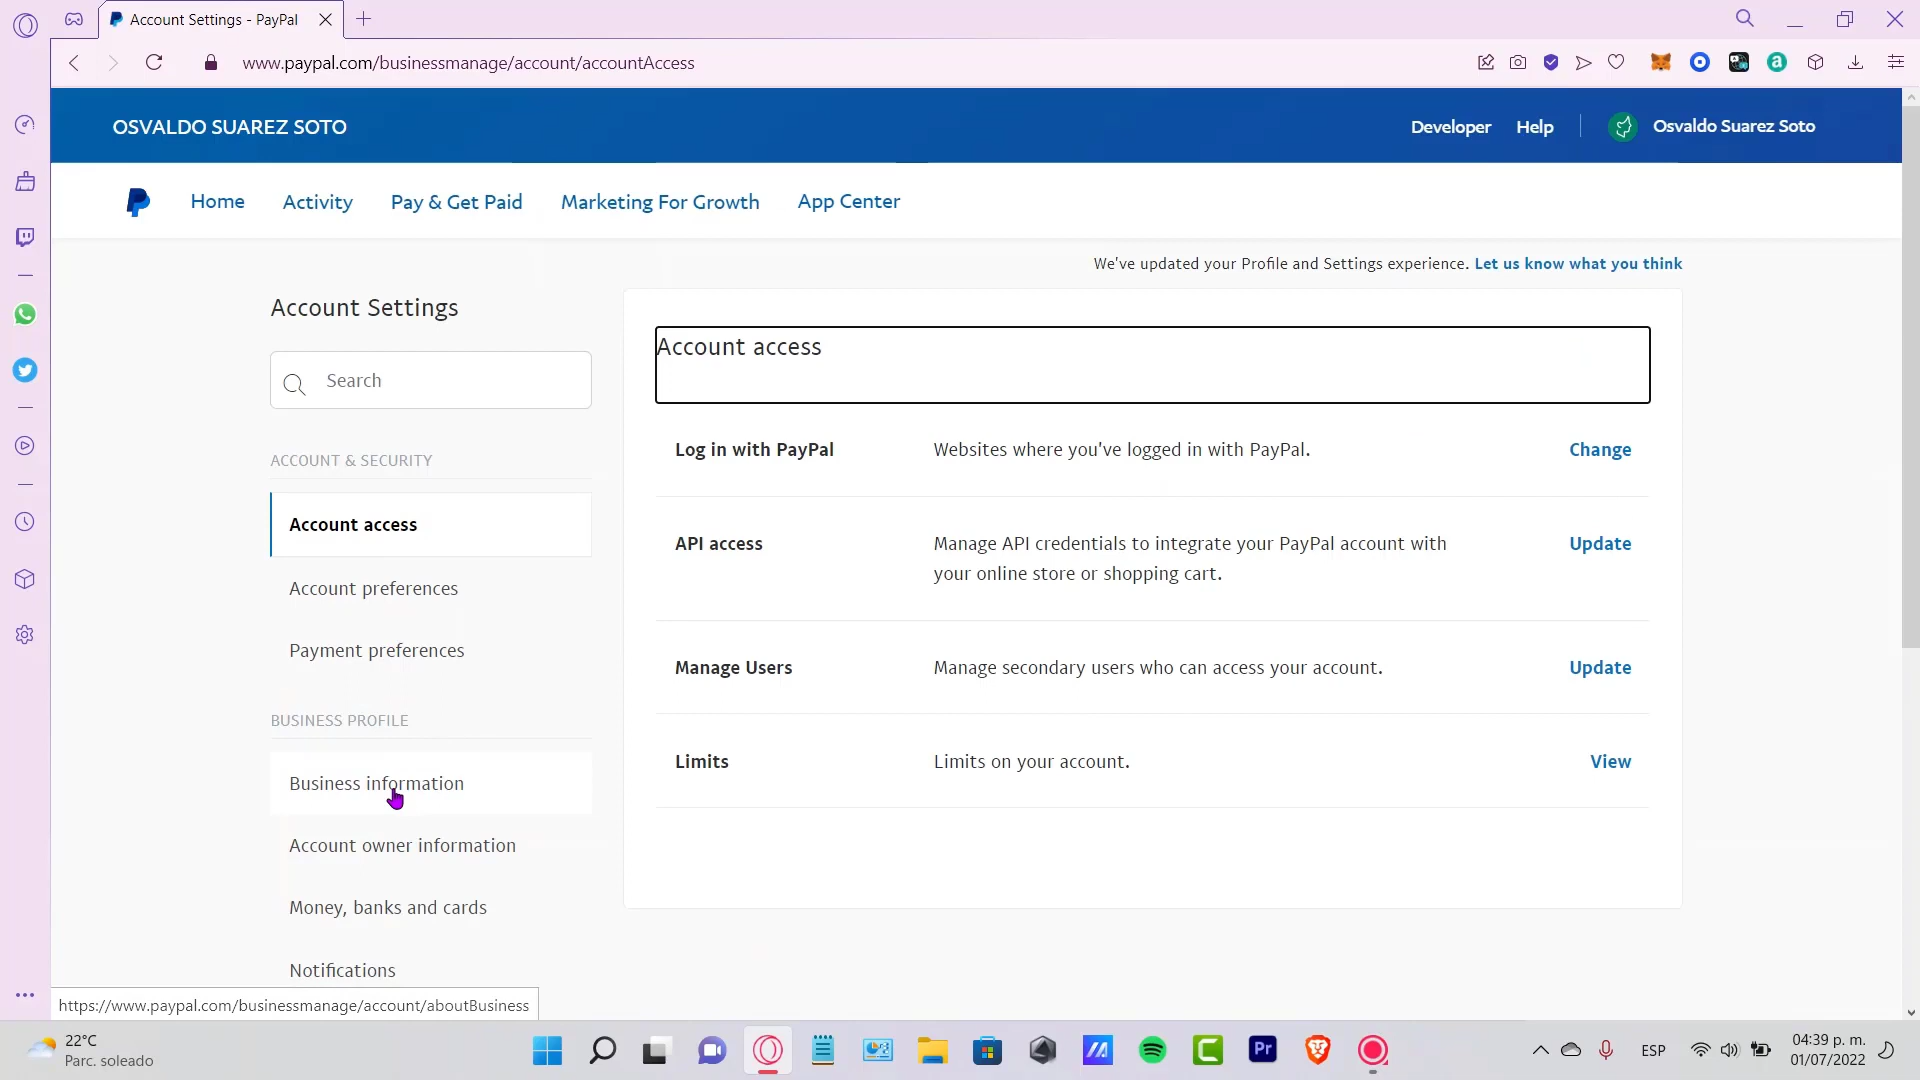 Account Settings - PayPal
www.paypal.com/businessmanage/account/accountAccess
OSVALDO SUAREZ SOTO
Developer
Help
Osvaldo Suarez Soto
Home
Activity
Pay & Get Paid
Marketing For Growth
App Center
We've updated your Profile and Settings experience. Let us know what you think
Account Settings
Search
ACCOUNT & SECURITY
Account access
Account preferences
Payment preferences
BUSINESS PROFILE
Business information
Account owner information
Money, banks and cards
Notifications
Account access
Log in with PayPal
Websites where you've logged in with PayPal.
Change
API access
Manage API credentials to integrate your PayPal account with
your online store or shopping cart.
Update
Manage Users
Manage secondary users who can access your account.
Update
Limits
Limits on your account.
View
https://www.paypal.com/businessmanage/account/aboutBusiness
22°C
Parc. soleado
Pr
ESP
04:39 p. m.
01/07/2022